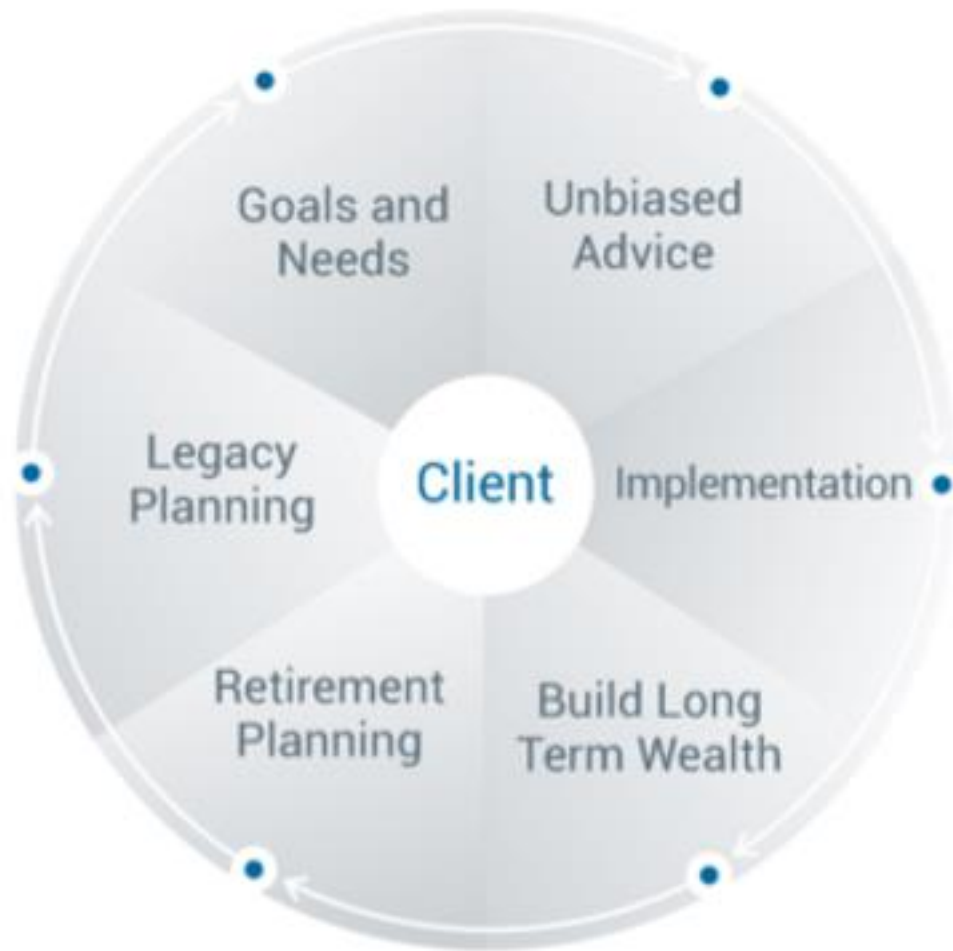 Goals and
Needs
Unbiased
Advice
Legacy
Planning
Client
Implementation
Retirement
Planning
Build Long
Term Wealth